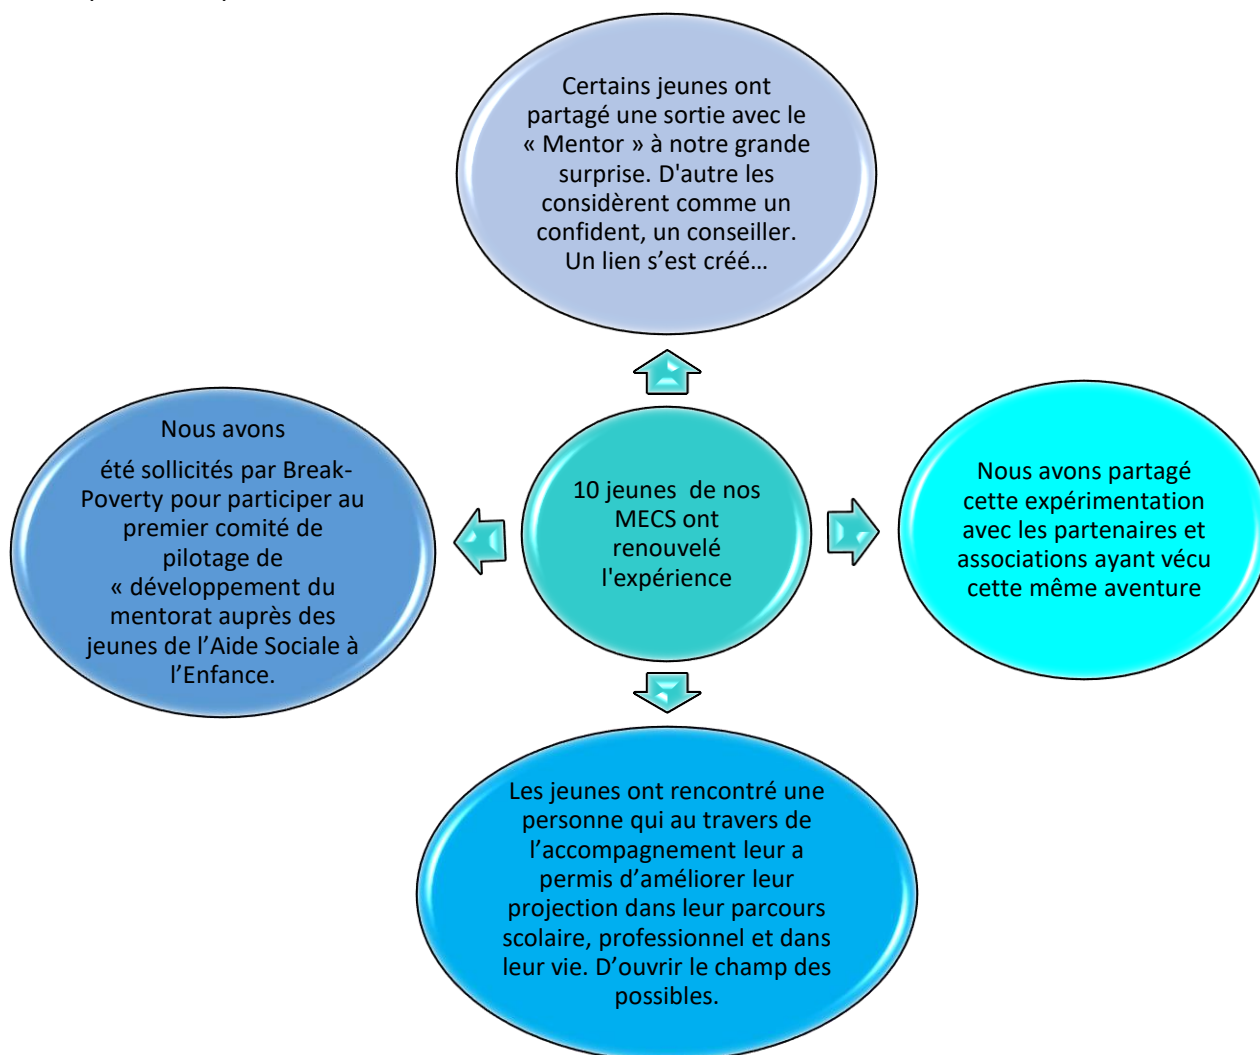 Certains jeunes ont
partagé une sortie avec le
« Mentor » à notre grande
surprise. D'autre les
considèrent comme un
confident, un conseiller.
Un lien s’est créé…
Nous avons
été sollicités par Break-
Poverty pour participer au
premier comité de
pilotage de
« développement du
mentorat auprès des
jeunes de l’Aide Sociale à
l’Enfance.
10 jeunes  de nos
MECS ont
renouvelé
l'expérience
Nous avons partagé
cette expérimentation
avec les partenaires et
associations ayant vécu
cette même aventure
Les jeunes ont rencontré une
personne qui au travers de
l’accompagnement leur a
permis d’améliorer leur
projection dans leur parcours
scolaire, professionnel et dans
leur vie. D’ouvrir le champ des
possibles.